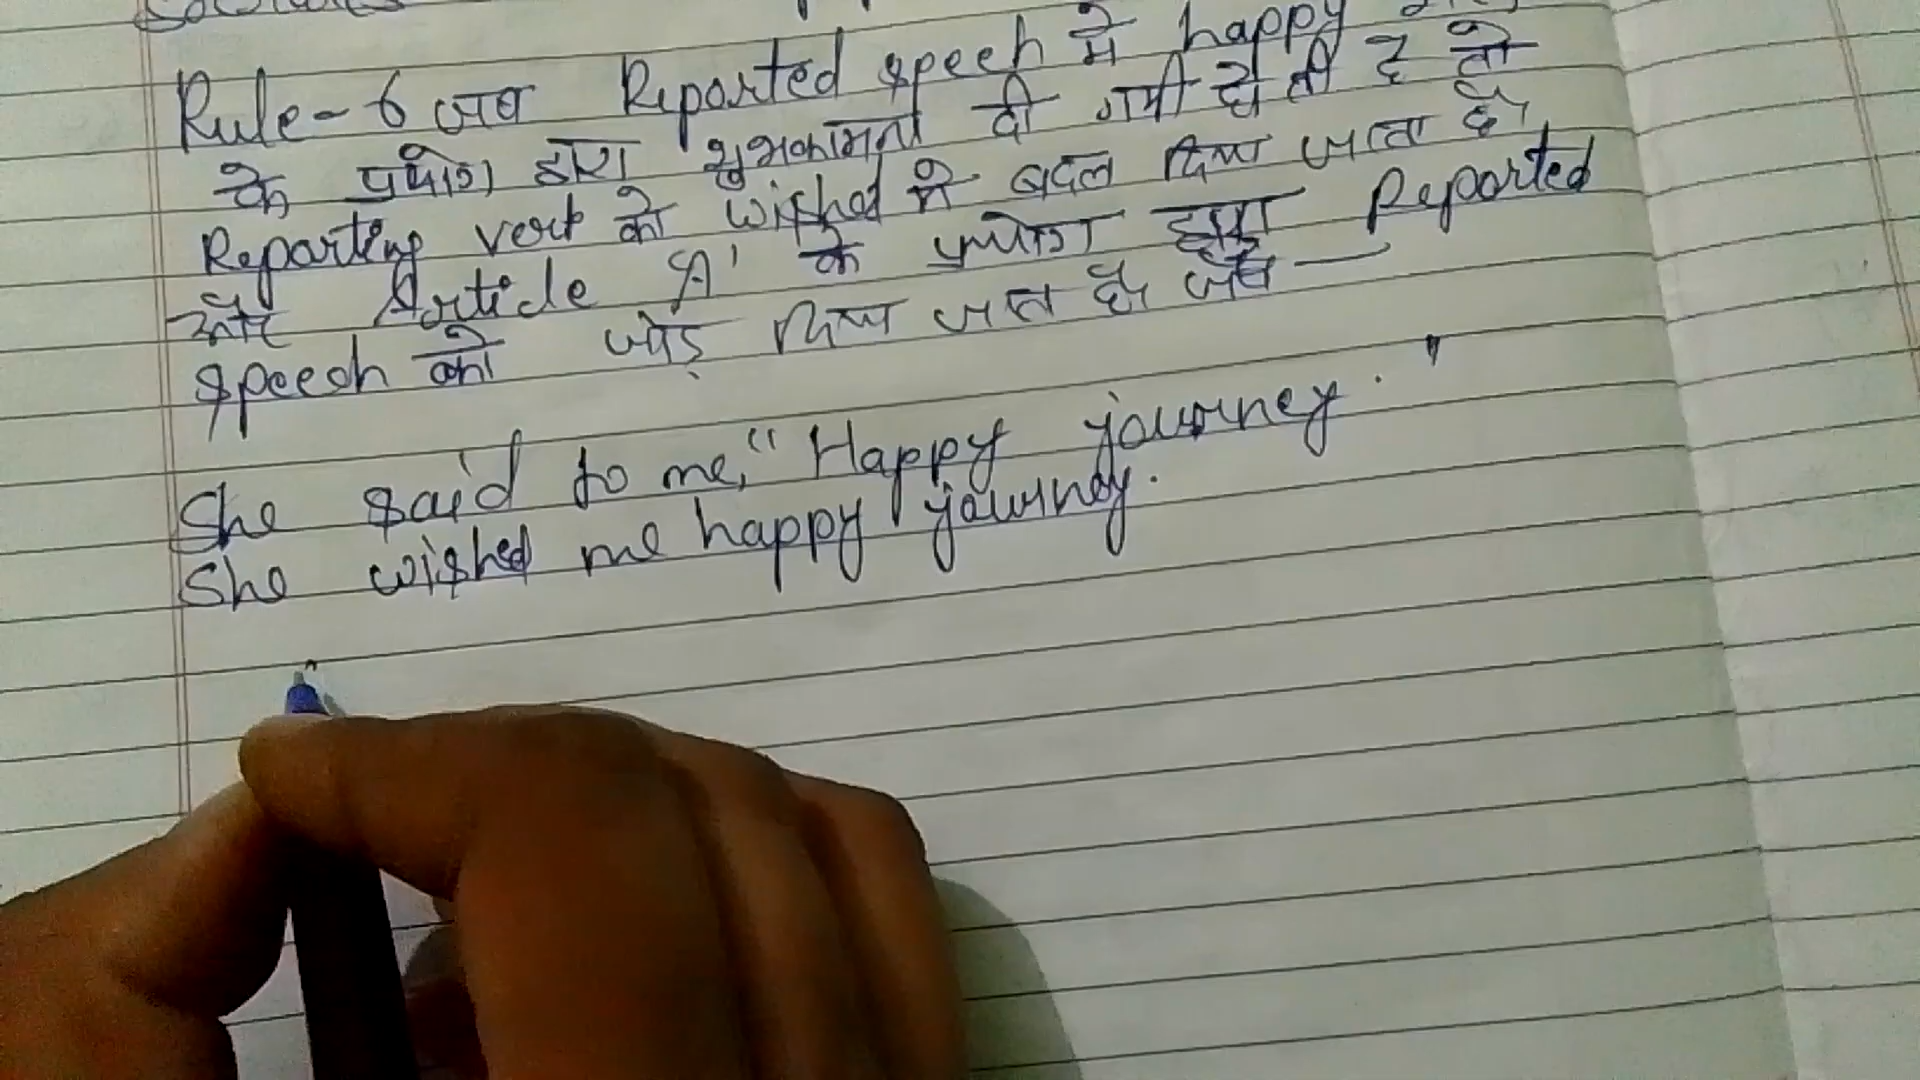 Rule-6 जब Reported speech मे happy
के प्रयोग द्वारा शुभकामना दी गयी होती है तो
Reporting verb को wished मे बदल दिया जाता है,
और Article 'A' के प्रयोग द्वारा Reported
speech को जोड़ दिया जाता है। जैसे —
She said to me, "Happy journey."
She wished me happy journey.